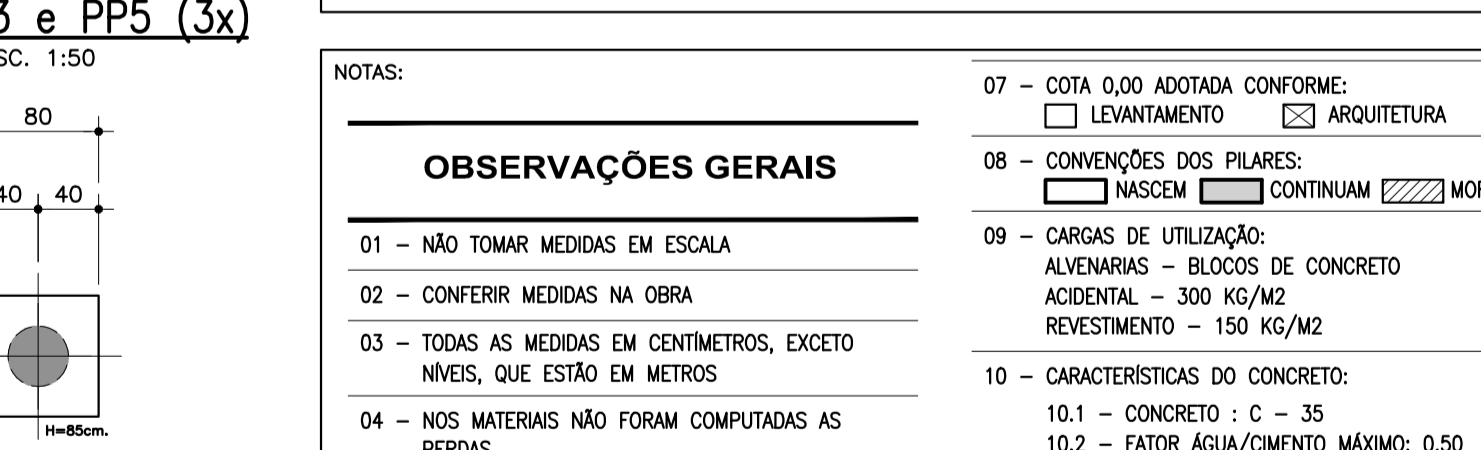 e PP5 (3x)
1:50
80
40
H=85cm.
NOTAS:
OBSERVAÇÕES GERAIS
01 – NÃO TOMAR MEDIDAS EM ESCALA
02 – CONFERIR MEDIDAS NA OBRA
03 – TODAS AS MEDIDAS EM CENTÍMETROS, EXCETO
NÍVEIS, QUE ESTÃO EM METROS
04 – NOS MATERIAIS NÃO FORAM COMPUTADAS AS
PERDAS
07 – COTA 0,00 ADOTADA CONFORME:
LEVANTAMENTO ARQUITETURA
08 – CONVENÇÕES DOS PILARES:
NASCEM CONTINUAM
09 – CARGAS DE UTILIZAÇÃO:
ALVENARIAS – BLOCOS DE CONCRETO
ACIDENTAL – 300 KG/M2
REVESTIMENTO – 150 KG/M2
10 – CARACTERÍSTICAS DO CONCRETO:
10.1 – CONCRETO : C – 35
10.2 – FATOR ÁGUA/CIMENTO MÁXIMO: 0,50